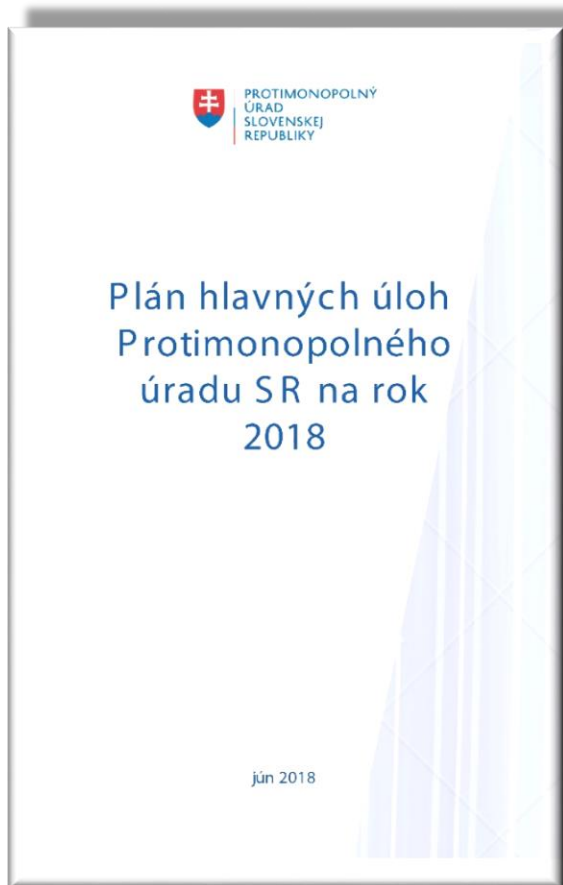 PROTIMONOPOLNÝ
ÚRAD
SLOVENSKEJ
REPUBLIKY
Plán hlavných úloh
Protimonopolného
úradu SR na rok
2018
jún 2018